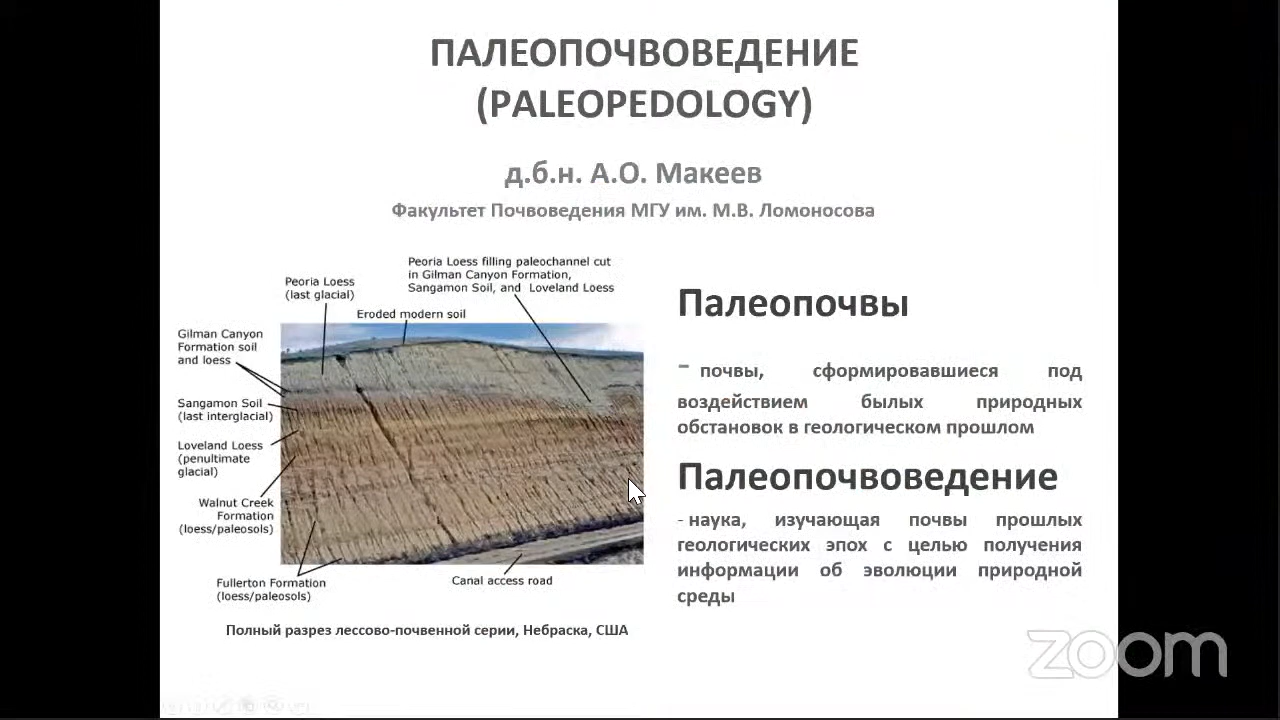 ПАЛЕОПОЧВОВЕДЕНИЕ
(PALEOPEDOLOGY)
д.б.н. А.О. Макеев
Факультет Почвоведения МГУ им. М.В. Ломоносова
Peoria Loess filling paleochannel cut
in Gilman Canyon Formation,
Sangamon Soil, and Loveland Loess
Peoria Loess
(last glacial)
Eroded modern soil
Gilman Canyon
Formation soil
and loess
Sangamon Soil
(last interglacial)
Loveland Loess
(penultimate
glacial)
Walnut Creek
Formation
(loess/paleosols)
Fullerton Formation
(loess/paleosols)
Canal access road
Полный разрез лессово-почвенной серии, Небраска, США
Палеопочвы
- почвы, сформировавшиеся под
воздействием былых природных
обстановок в геологическом прошлом
Палеопочвоведение
- наука, изучающая почвы прошлых
геологических эпох с целью получения
информации об эволюции природной
среды
zoom